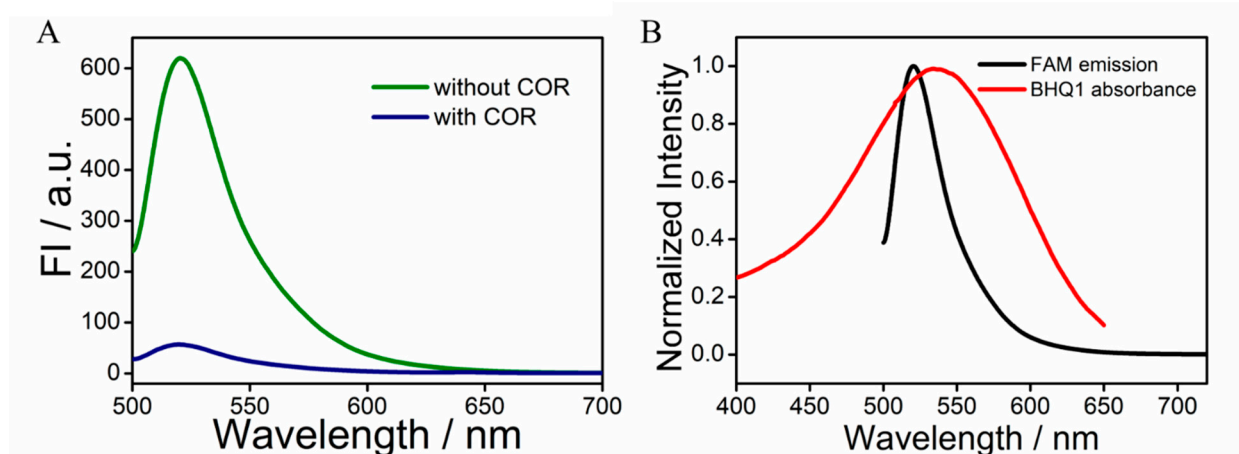 A
FI / a.u.
600
500
400
300
200
100
0
without COR
with COR
500
550
600
650
700
Wavelength / nm
B
Normalized Intensity
1.0
0.8
0.6
0.4
0.2
0.0
FAM emission
BHQ1 absorbance
400
450
500
550
600
650
700
Wavelength / nm